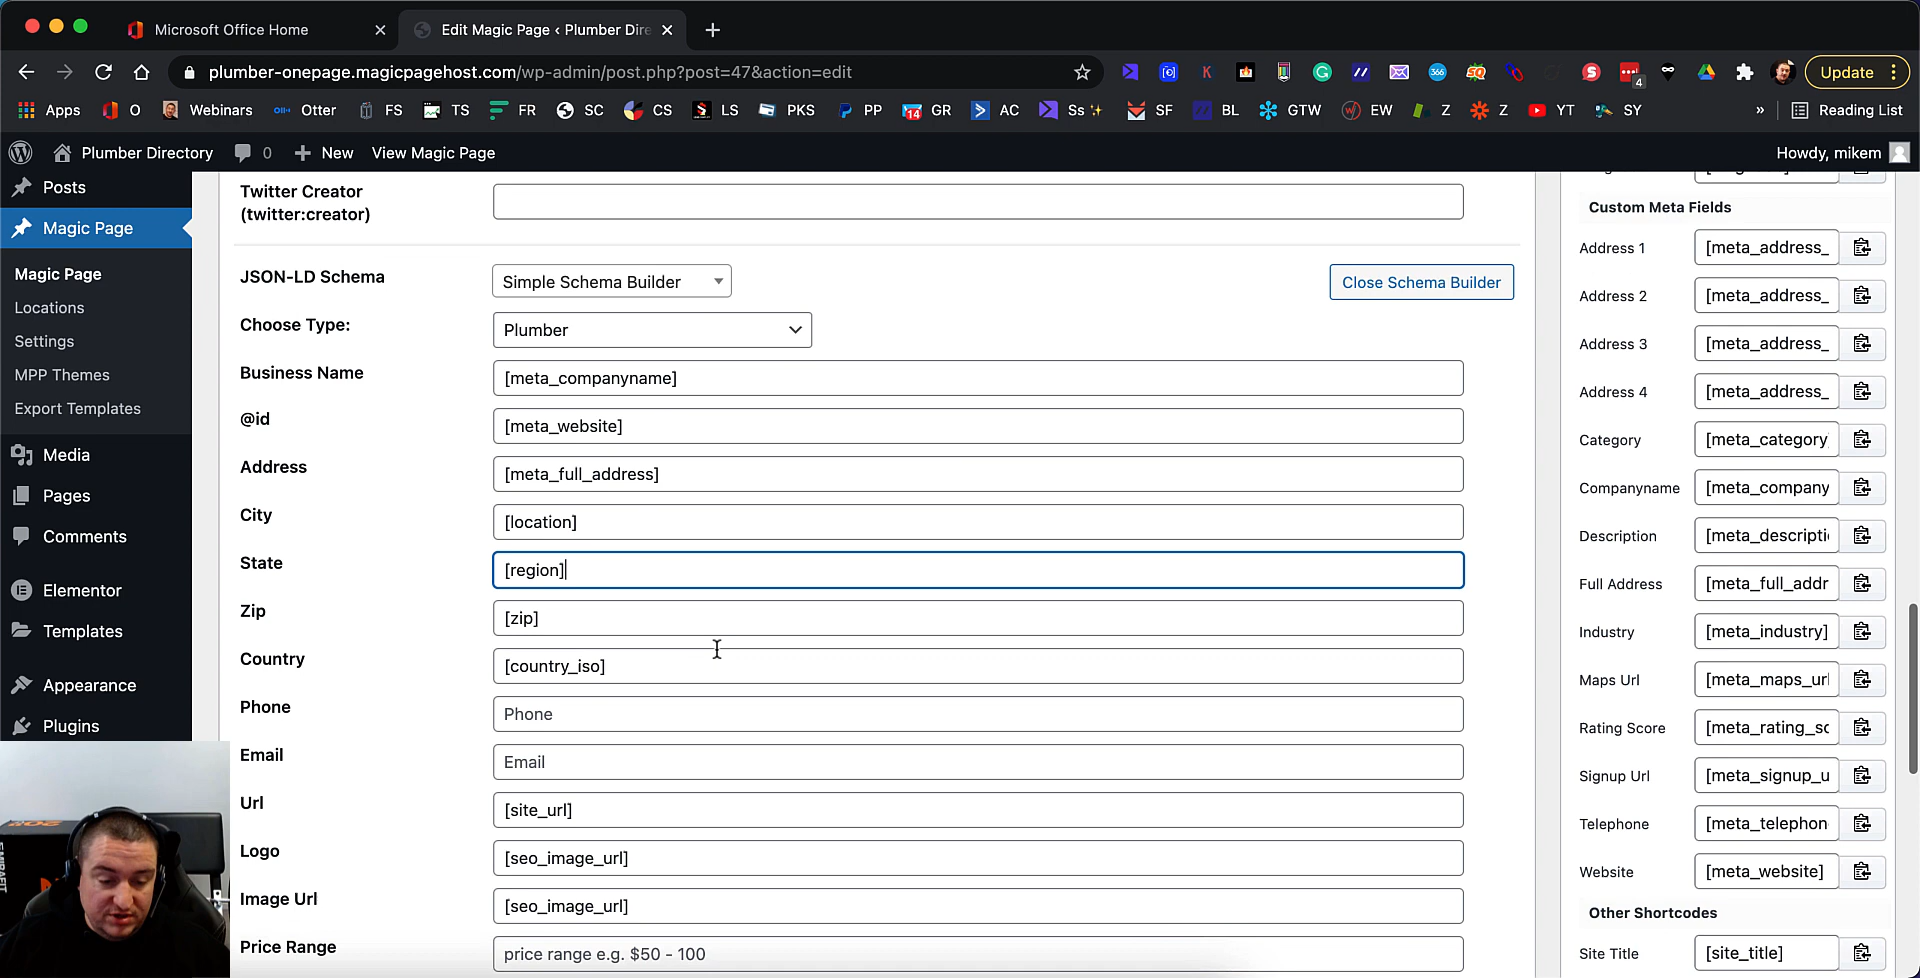 Microsoft Office Home
Edit Magic Page ‹ Plumber Dire
plumber-onepage.magicpagehost.com/wp-admin/post.php?post=47&action=edit
4
Update
Apps
O
Webinars
Otter
FS
TS
FR
SC
CS
LS
PKS
PP
14
GR
AC
Ss
SF
BL
GTW
EW
Z
Z
YT
SY
»
Reading List
Plumber Directory
0
New
View Magic Page
Howdy, mikem
Posts
Magic Page
Magic Page
Locations
Settings
MPP Themes
Export Templates
Media
Pages
Comments
Elementor
Templates
Appearance
Plugins
Twitter Creator
(twitter:creator)
JSON-LD Schema
Simple Schema Builder
Close Schema Builder
Choose Type:
Plumber
Business Name
[meta_companyname]
@id
[meta_website]
Address
[meta_full_address]
City
[location]
State
[region]
Zip
[zip]
Country
[country_iso]
Phone
Phone
Email
Email
Url
[site_url]
Logo
[seo_image_url]
Image Url
[seo_image_url]
Price Range
price range e.g. $50 - 100
Custom Meta Fields
Address 1
[meta_address_
Address 2
[meta_address_
Address 3
[meta_address_
Address 4
[meta_address_
Category
[meta_category
Companyname
[meta_company
Description
[meta_descripti
Full Address
[meta_full_addr
Industry
[meta_industry]
Maps Url
[meta_maps_url
Rating Score
[meta_rating_sc
Signup Url
[meta_signup_u
Telephone
[meta_telephon
Website
[meta_website]
Other Shortcodes
Site Title
[site_title]